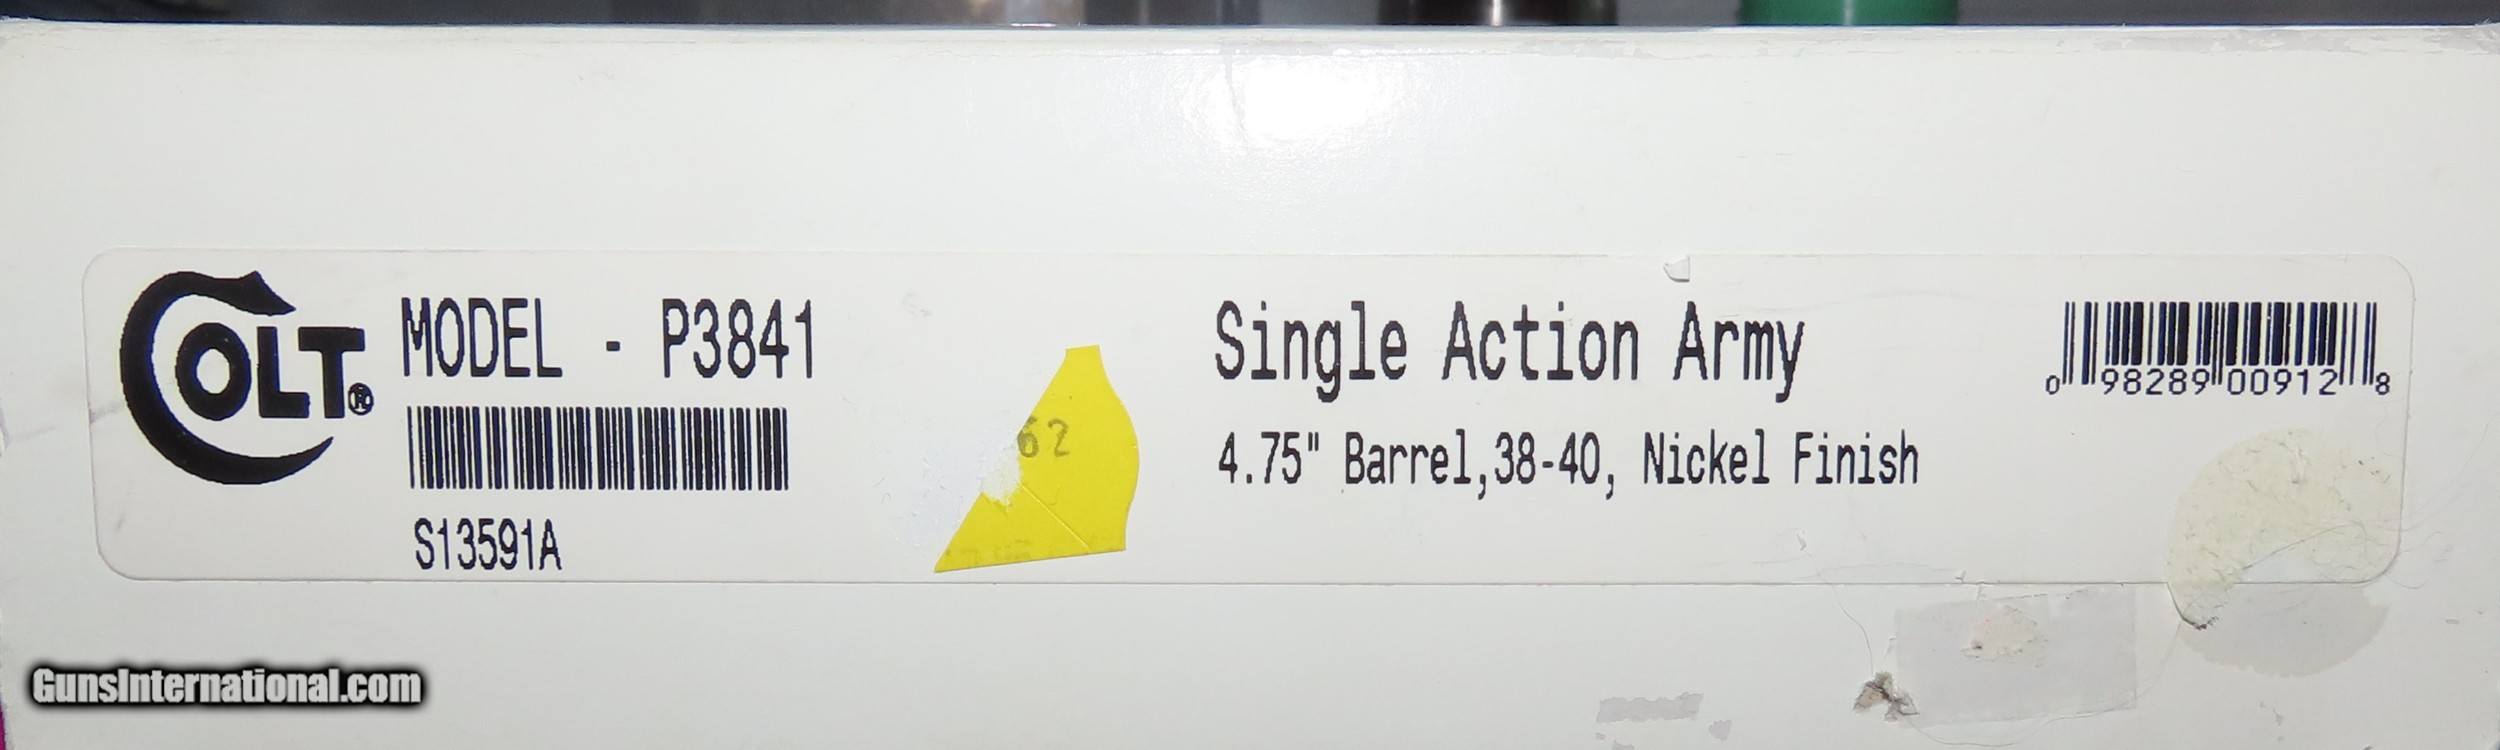 COLT®
MODEL - P3841
S13591A
62
Single Action Army
4.75" Barrel,38-40, Nickel Finish
0 98289 00912 8
GunsInternational.com